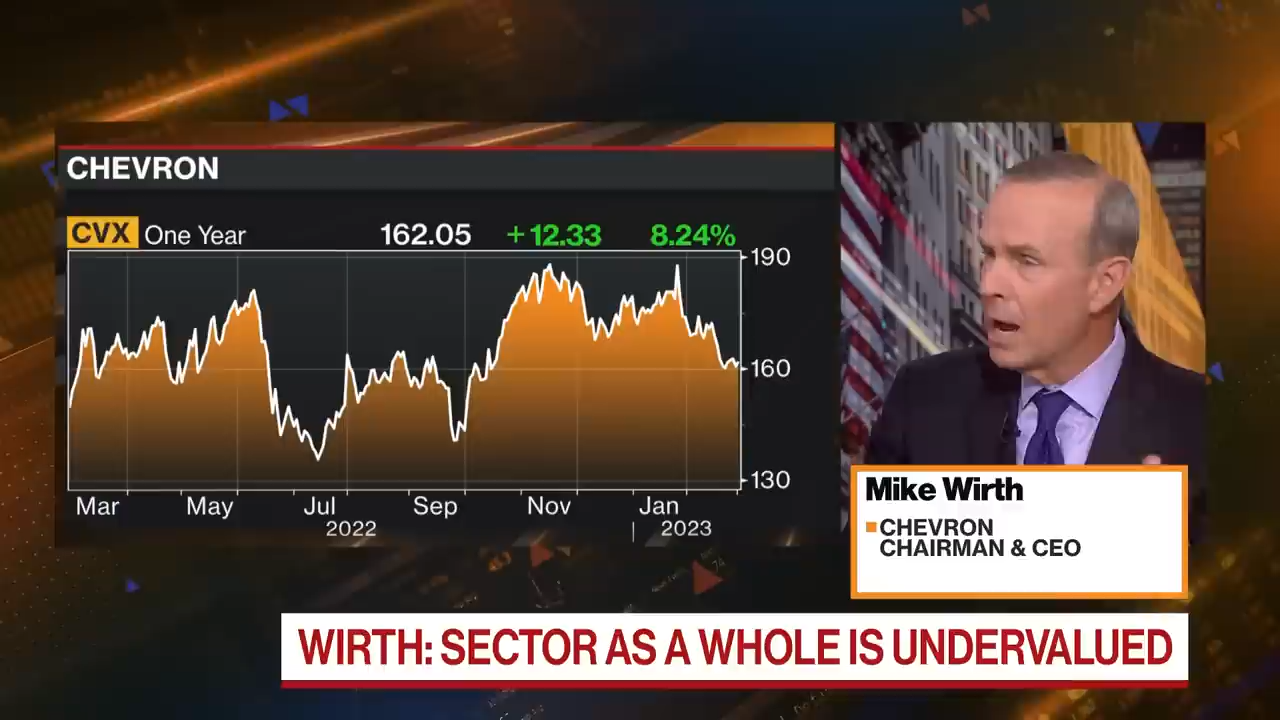 CHEVRON
CVX One Year 162.05 +12.33 8.24%
190
160
130
Mar May Jul Sep Nov Jan
2022 2023
Mike Wirth
CHEVRON
CHAIRMAN & CEO
WIRTH: SECTOR AS A WHOLE IS UNDERVALUED